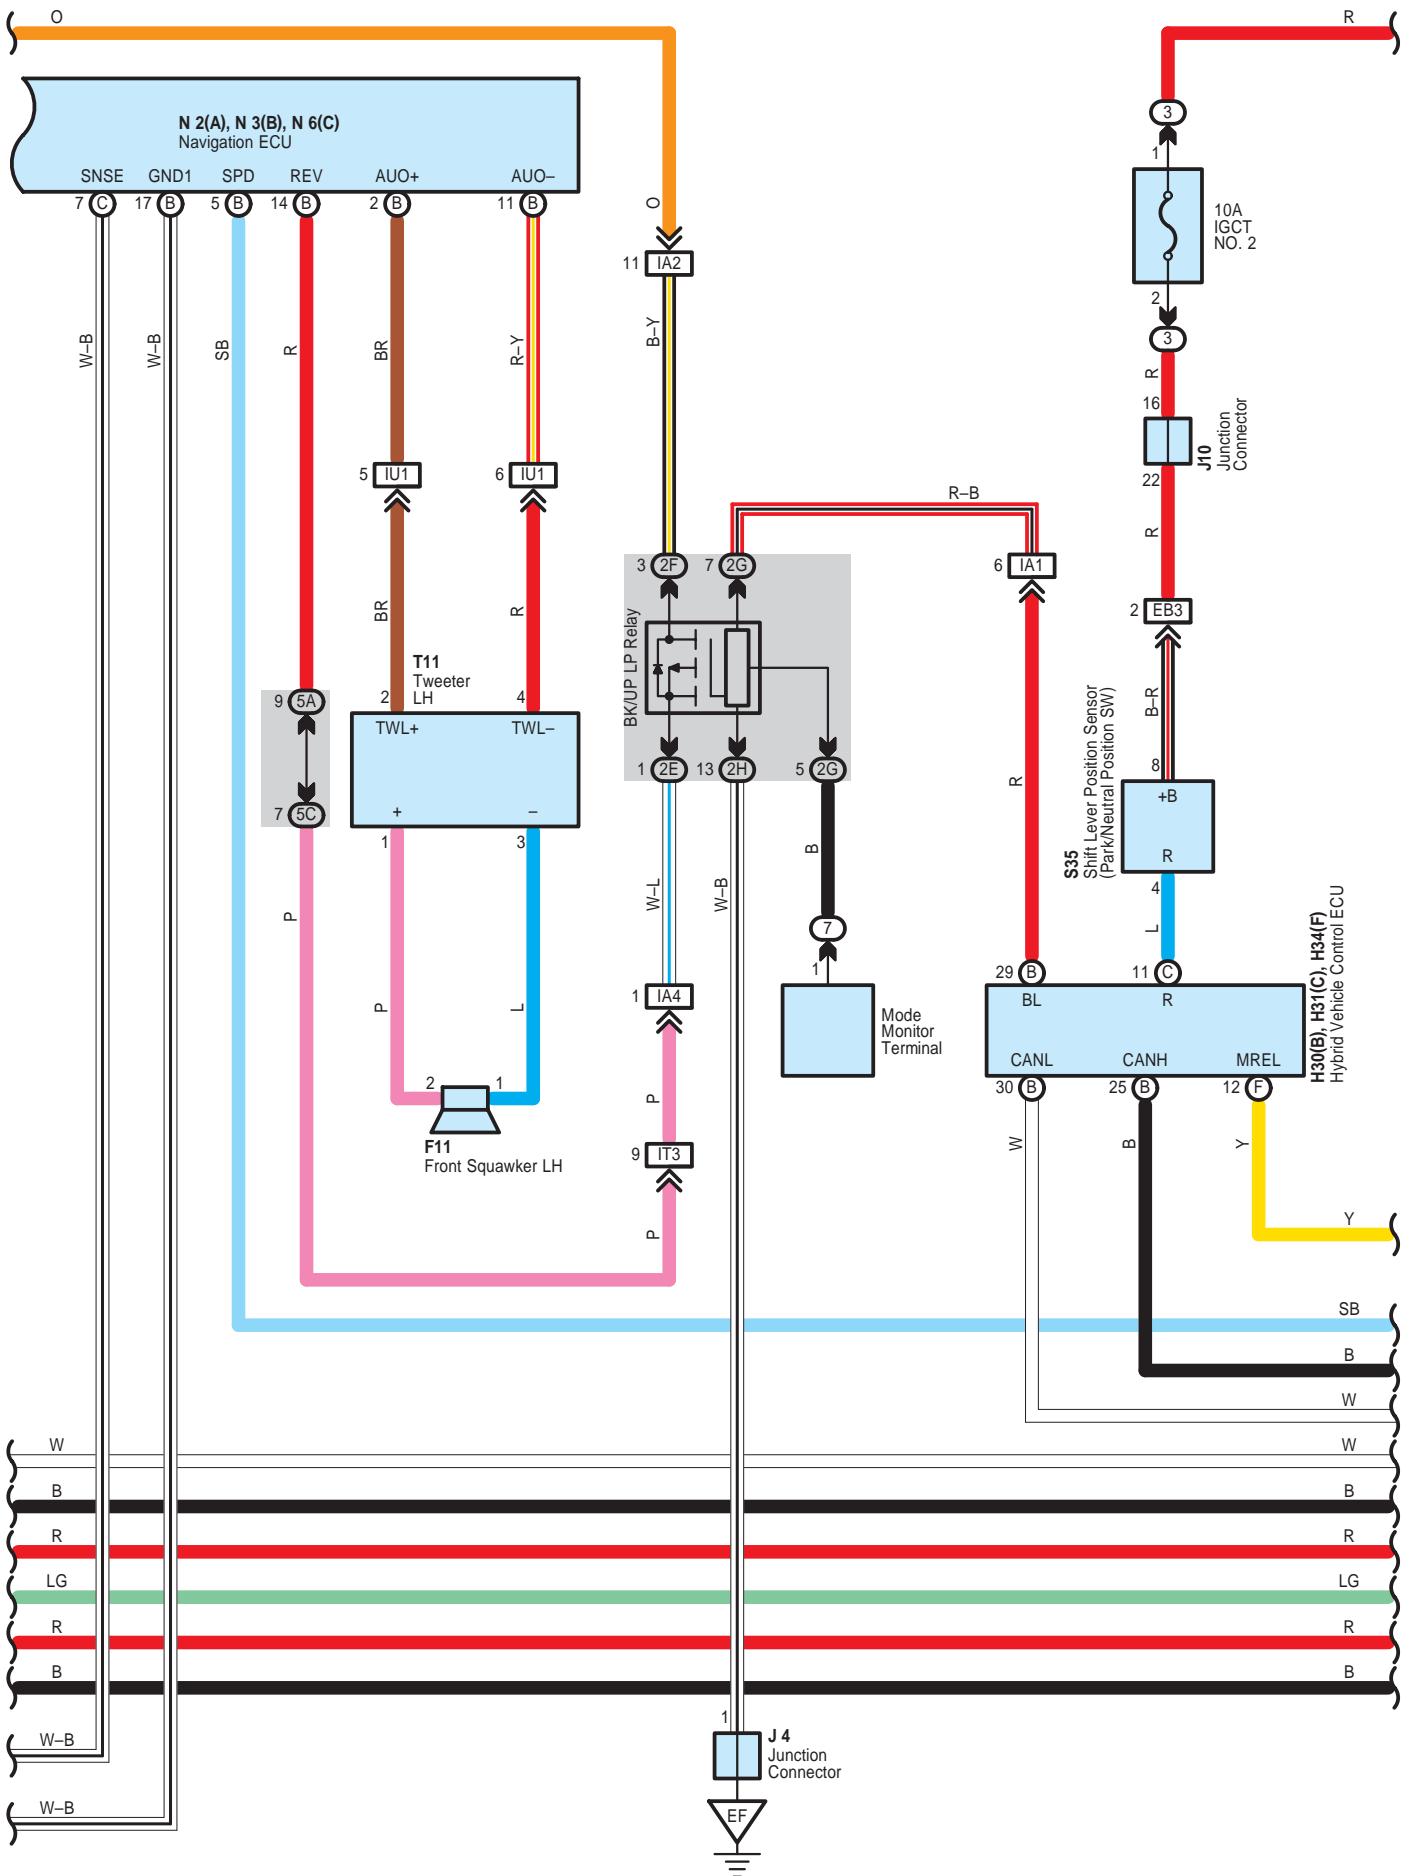 O
R
N 2(A), N 3(B), N 6(C)
Navigation ECU
SNSE GND1 SPD REV AUO+ AUO–
7 C 17 B 5 B 14 B 2 B 11 B
3
1
10A
IGCT
NO. 2
2
3
O
11 IA2
W–B
W–B
SB
R
BR
R–Y
B–Y
R
16
J10
Junction
Connector
22
5 IU1
6 IU1
R–B
R
3 2F 7 2G
6 IA1
2 EB3
BR
R
BK/UP LP Relay
T11
Tweeter
LH
9 5A
2 4
TWL+ TWL–
+ –
7 5C
1 3
1 2E 13 2H 5 2G
B–R
8
+B
R
4
S35
Shift Lever Position Sensor
(Park/Neutral Position SW)
R
B
W–L
W–B
P
7
1
L
29 B 11 C
BL R
CANL CANH MREL
30 B 25 B 12 F
H30(B), H31(C), H34(F)
Hybrid Vehicle Control ECU
1 IA4
Mode
Monitor
Terminal
P
L
2 1
F11
Front Squawker LH
P
9 IT3
P
W
B
Y
Y
SB
B
W
W W
B B
R R
LG LG
R R
B B
1
J 4
Junction
Connector
W–B
W–B
EF